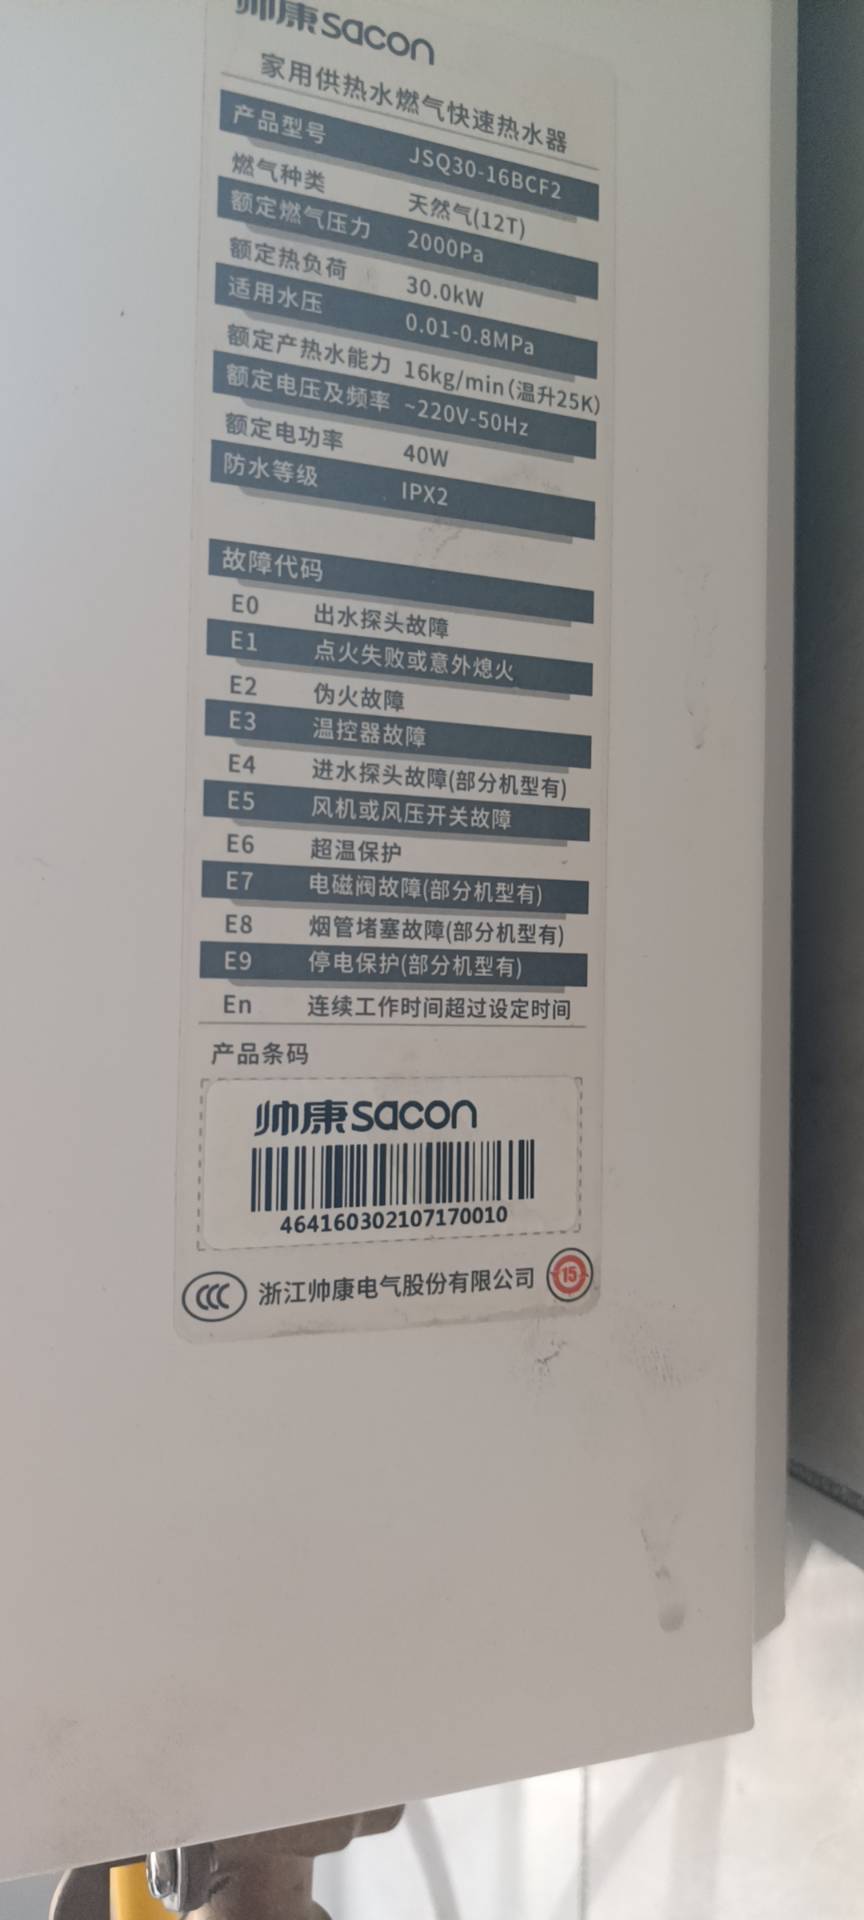 帅康sacon
家用供热水燃气快速热水器
产品型号 JSQ30-16BCF2
燃气种类 天然气(12T)
额定燃气压力 2000Pa
额定热负荷 30.0kW
适用水压 0.01-0.8MPa
额定产热水能力 16kg/min(温升25K)
额定电压及频率 ~220V-50Hz
额定电功率 40W
防水等级 IPX2
故障代码
E0 出水探头故障
E1 点火失败或意外熄火
E2 伪火故障
E3 温控器故障
E4 进水探头故障(部分机型有)
E5 风机或风压开关故障
E6 超温保护
E7 电磁阀故障(部分机型有)
E8 烟管堵塞故障(部分机型有)
E9 停电保护(部分机型有)
En 连续工作时间超过设定时间
产品条码
帅康sacon
464160302107170010
CCC 浙江帅康电气股份有限公司 15